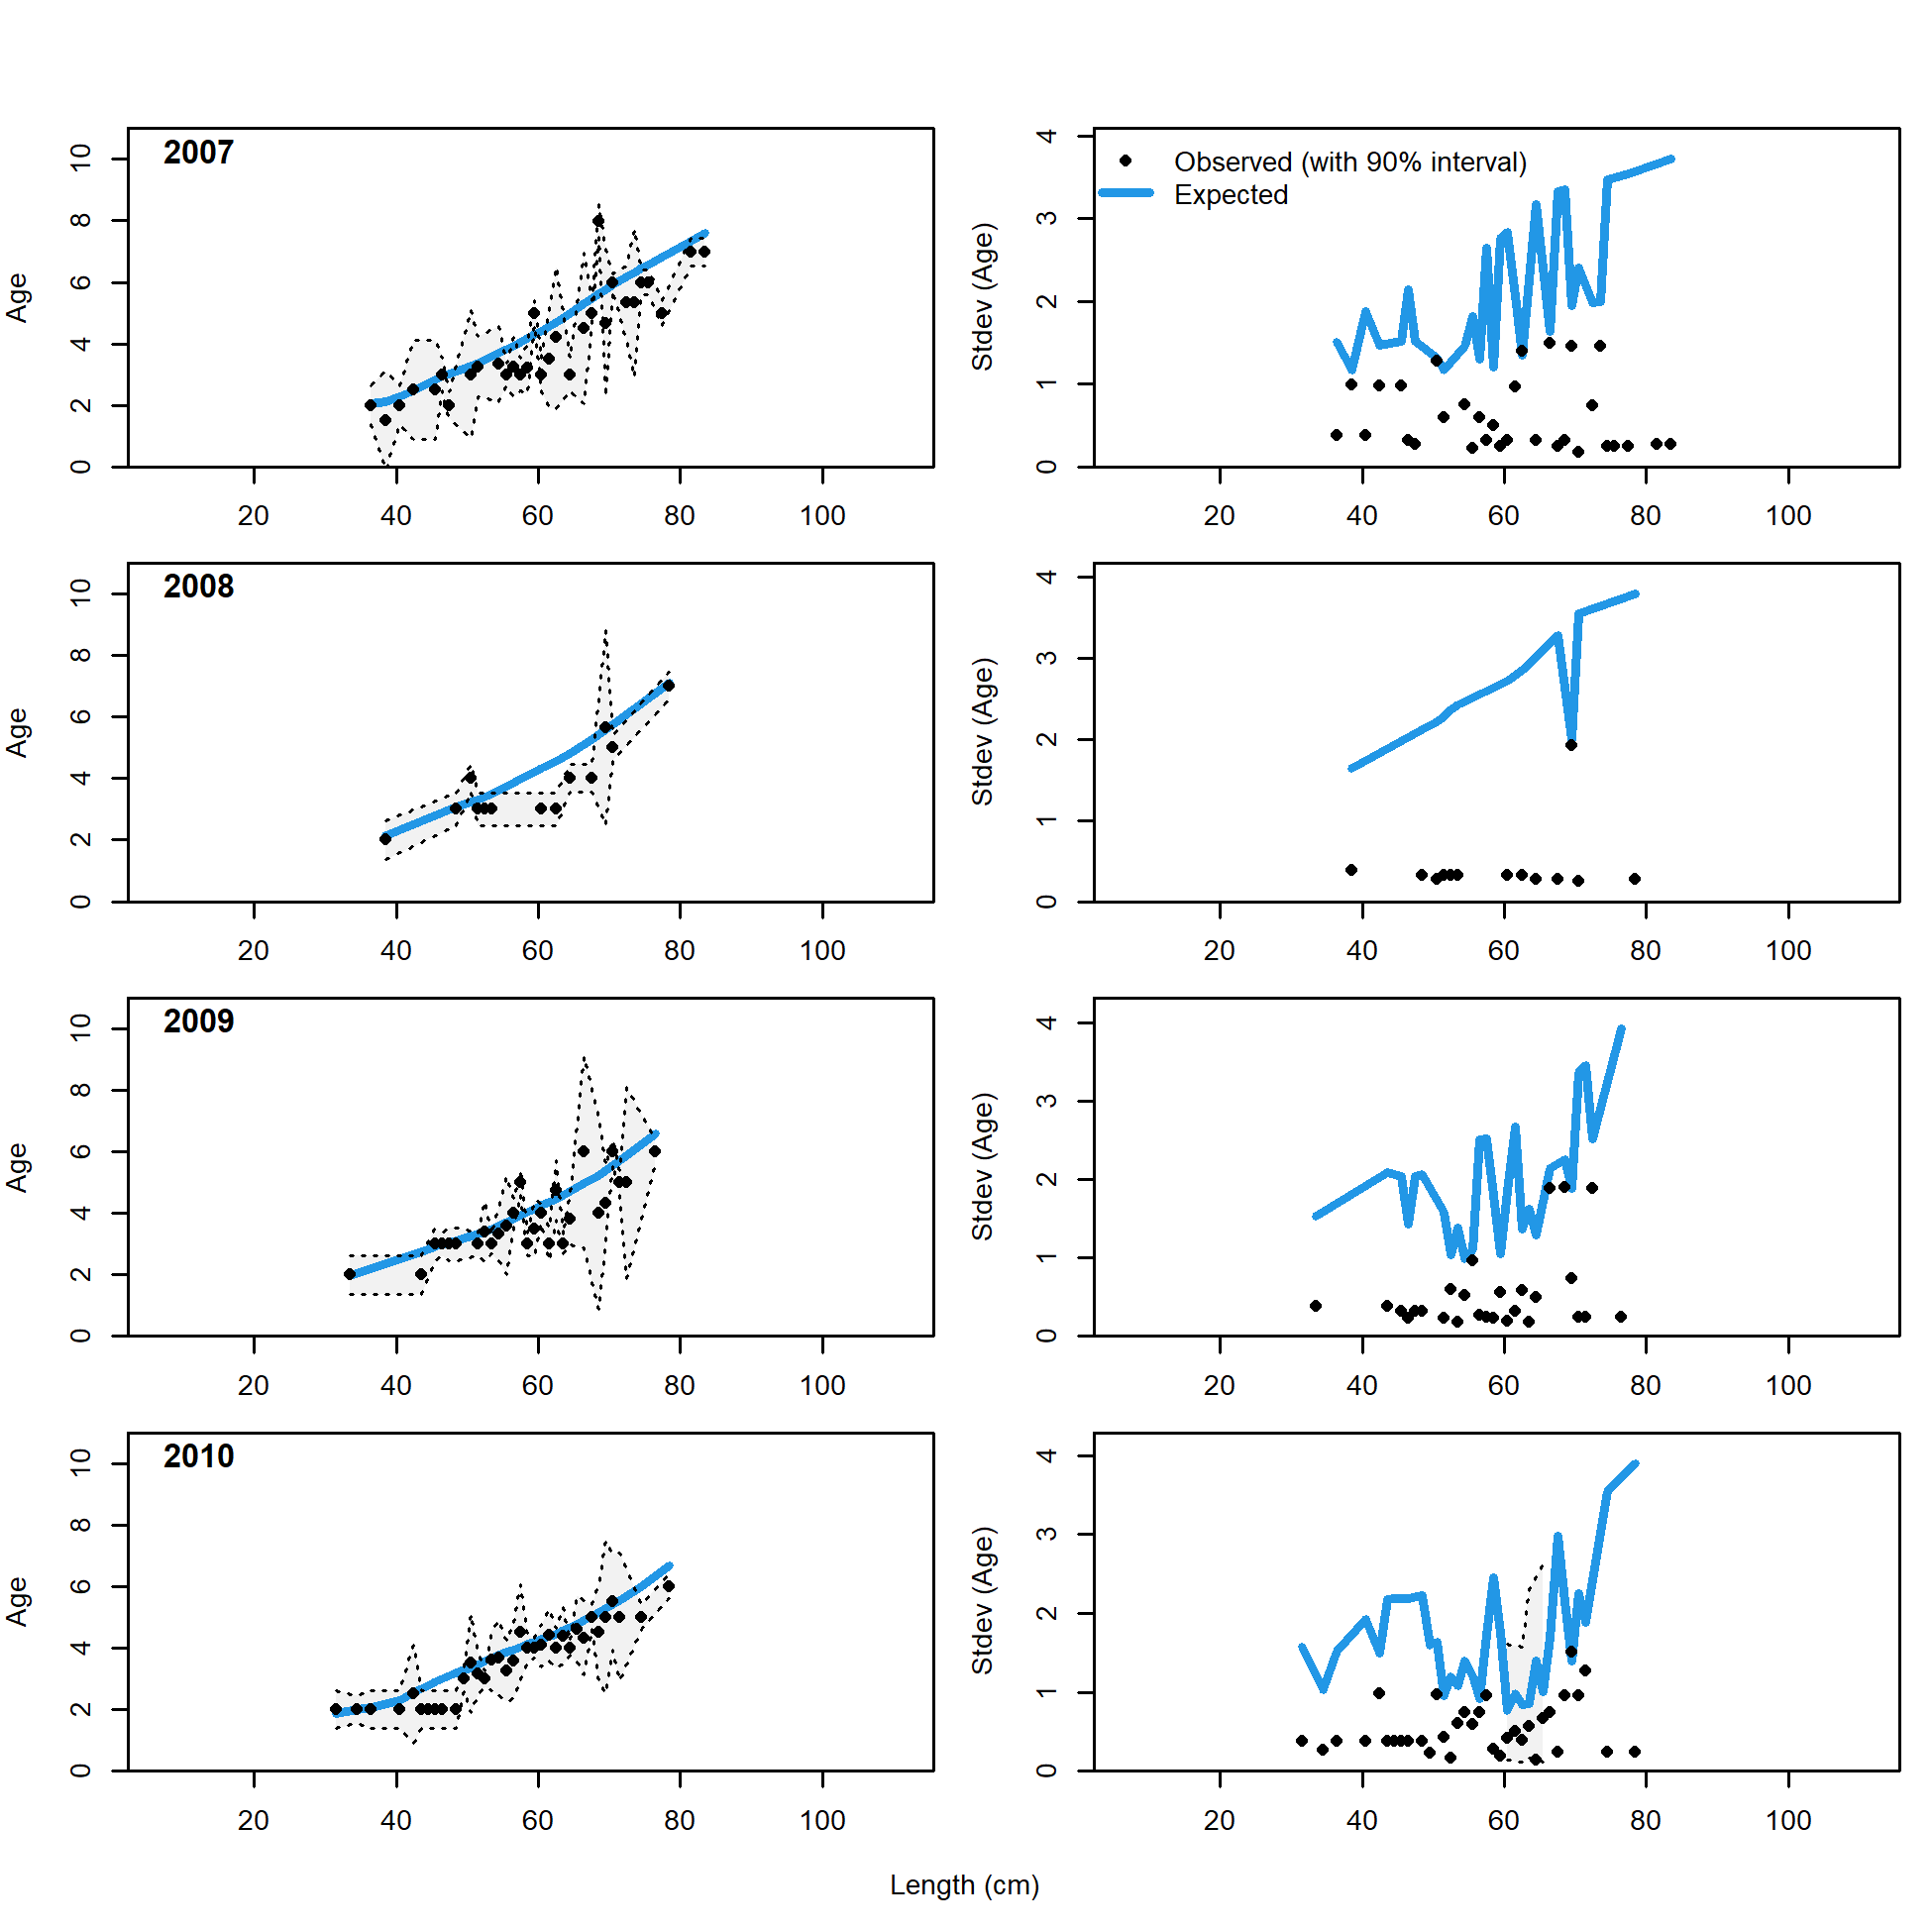 2007
Age
0 2 4 6 8 10
20 40 60 80 100
Observed (with 90% interval)
Expected
Stdev (Age)
0 1 2 3 4
20 40 60 80 100
2008
Age
0 2 4 6 8 10
20 40 60 80 100
Stdev (Age)
0 1 2 3 4
20 40 60 80 100
2009
Age
0 2 4 6 8 10
20 40 60 80 100
Stdev (Age)
0 1 2 3 4
20 40 60 80 100
2010
Age
0 2 4 6 8 10
20 40 60 80 100
Stdev (Age)
0 1 2 3 4
20 40 60 80 100
Length (cm)